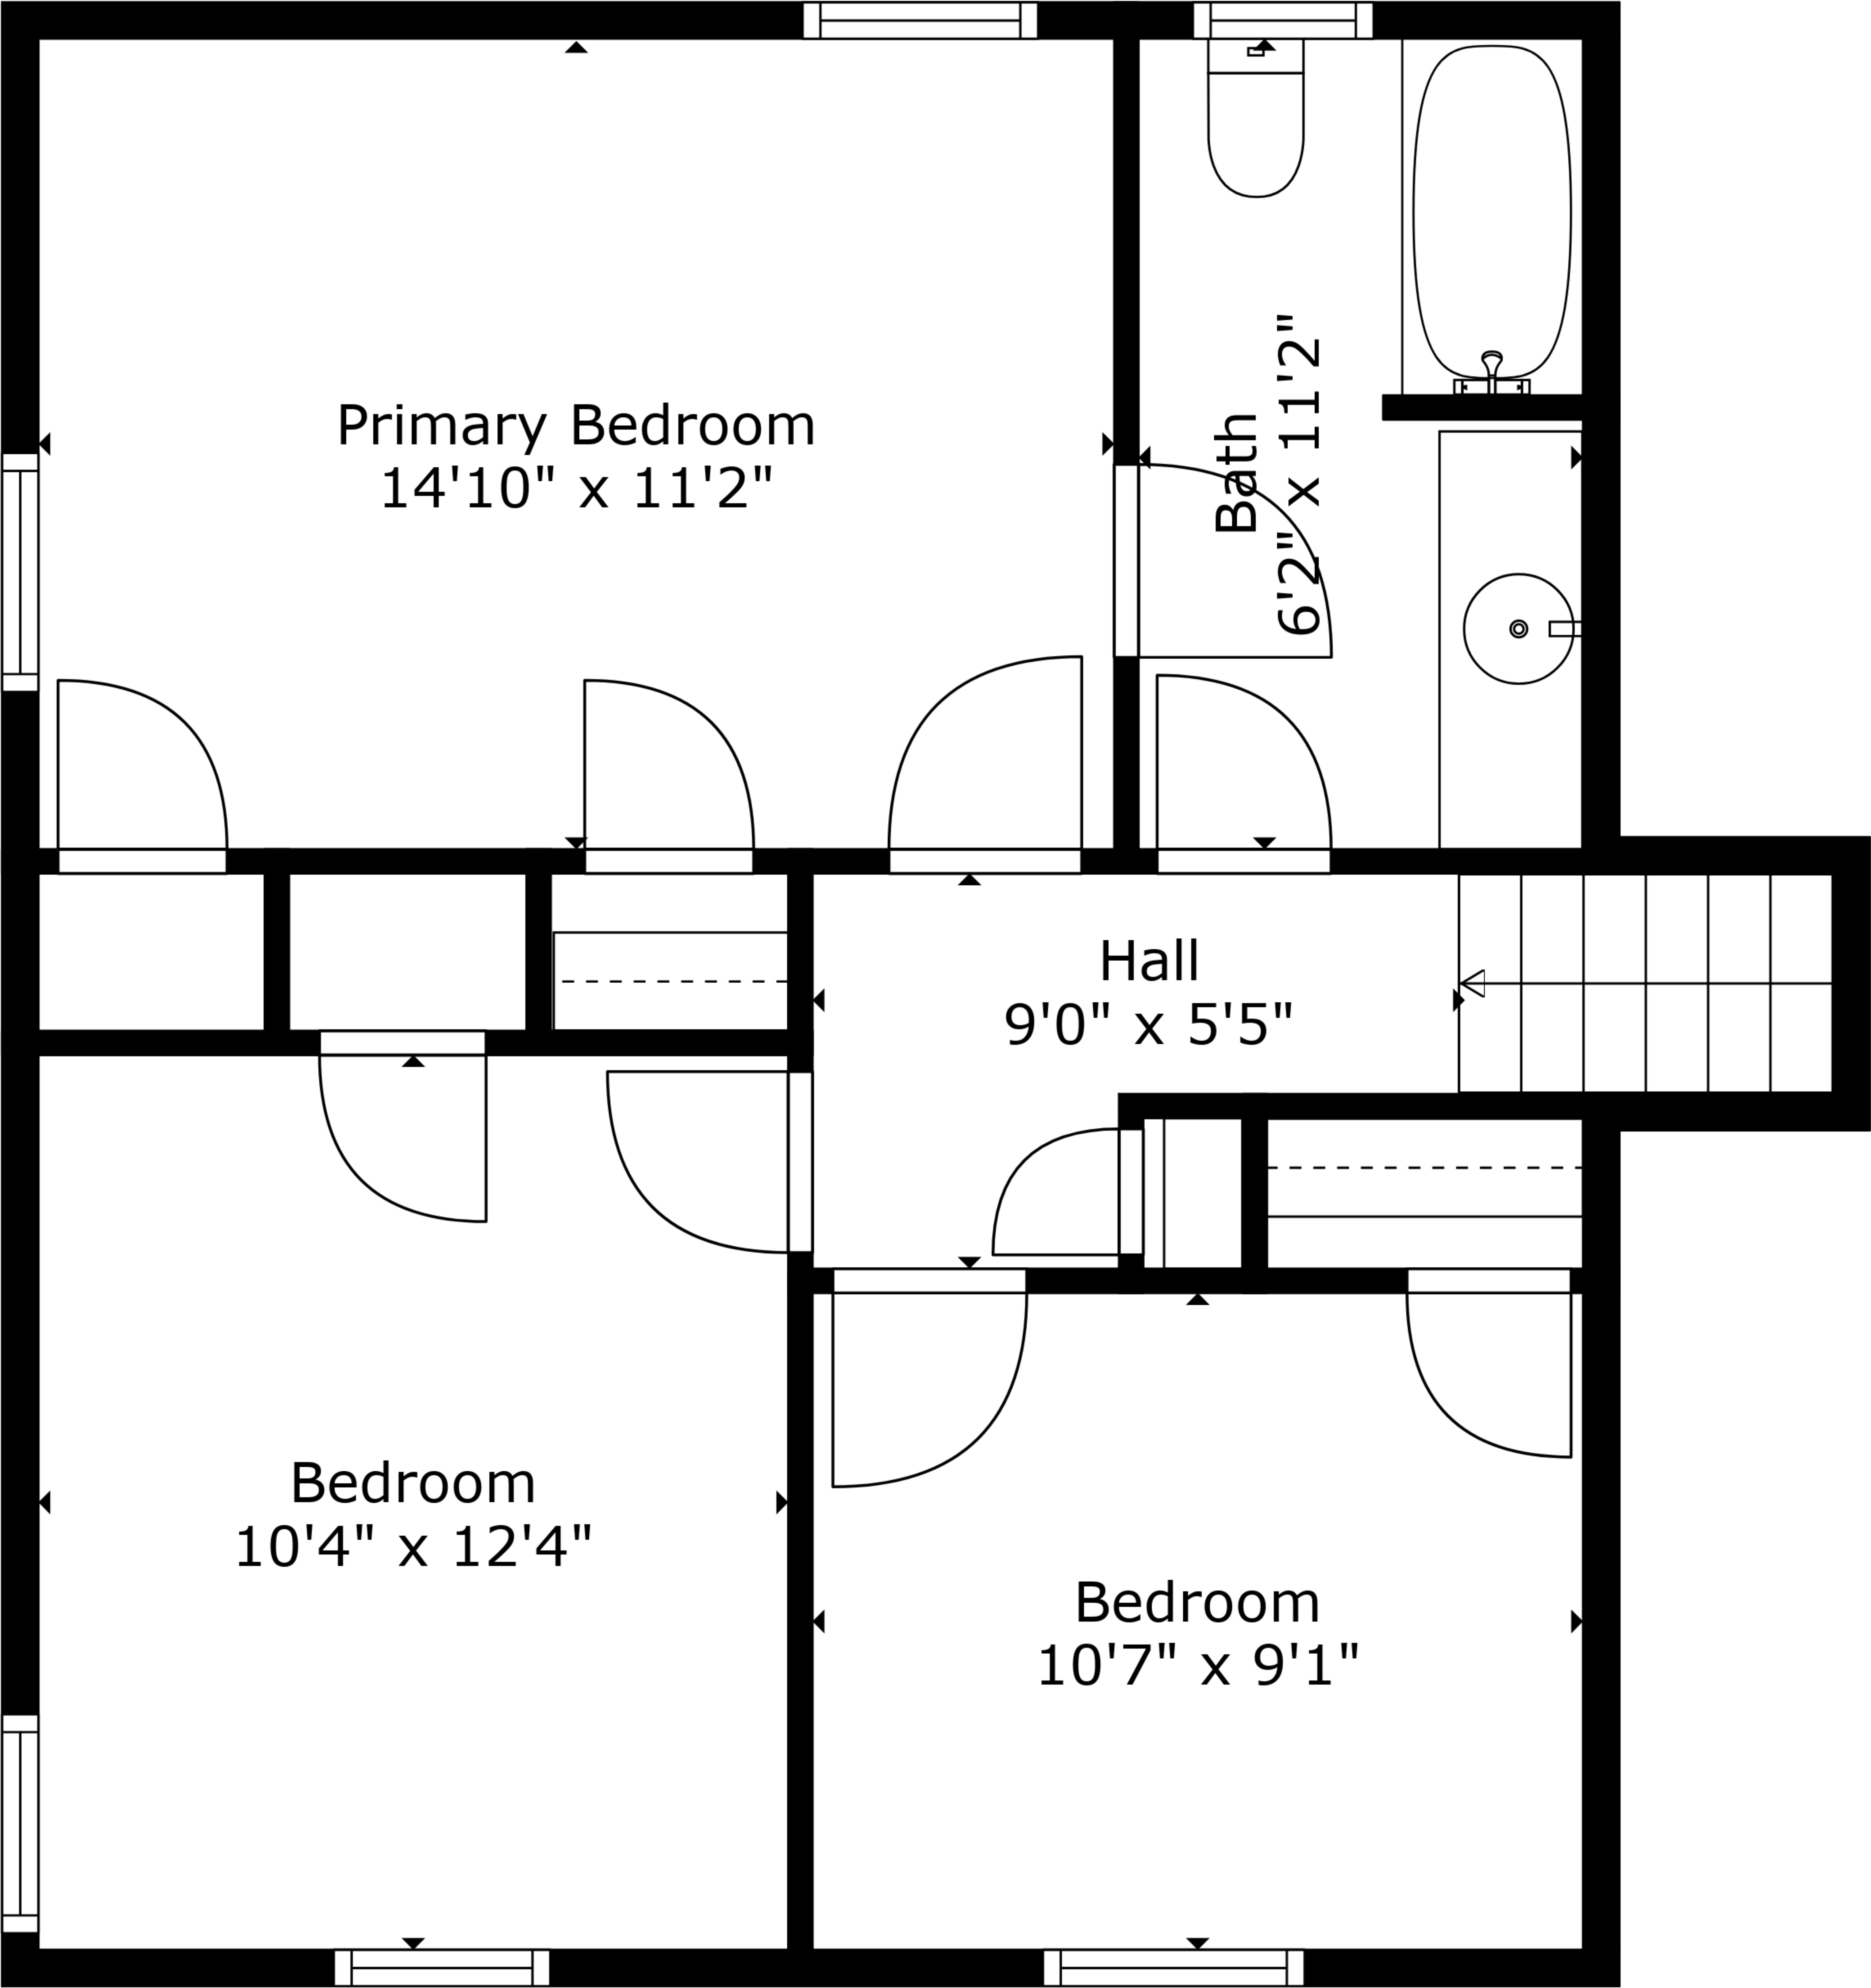 Primary Bedroom
14'10" x 11'2"
Bath
6'2" x 11'2"
Hall
9'0" x 5'5"
Bedroom
10'4" x 12'4"
Bedroom
10'7" x 9'1"